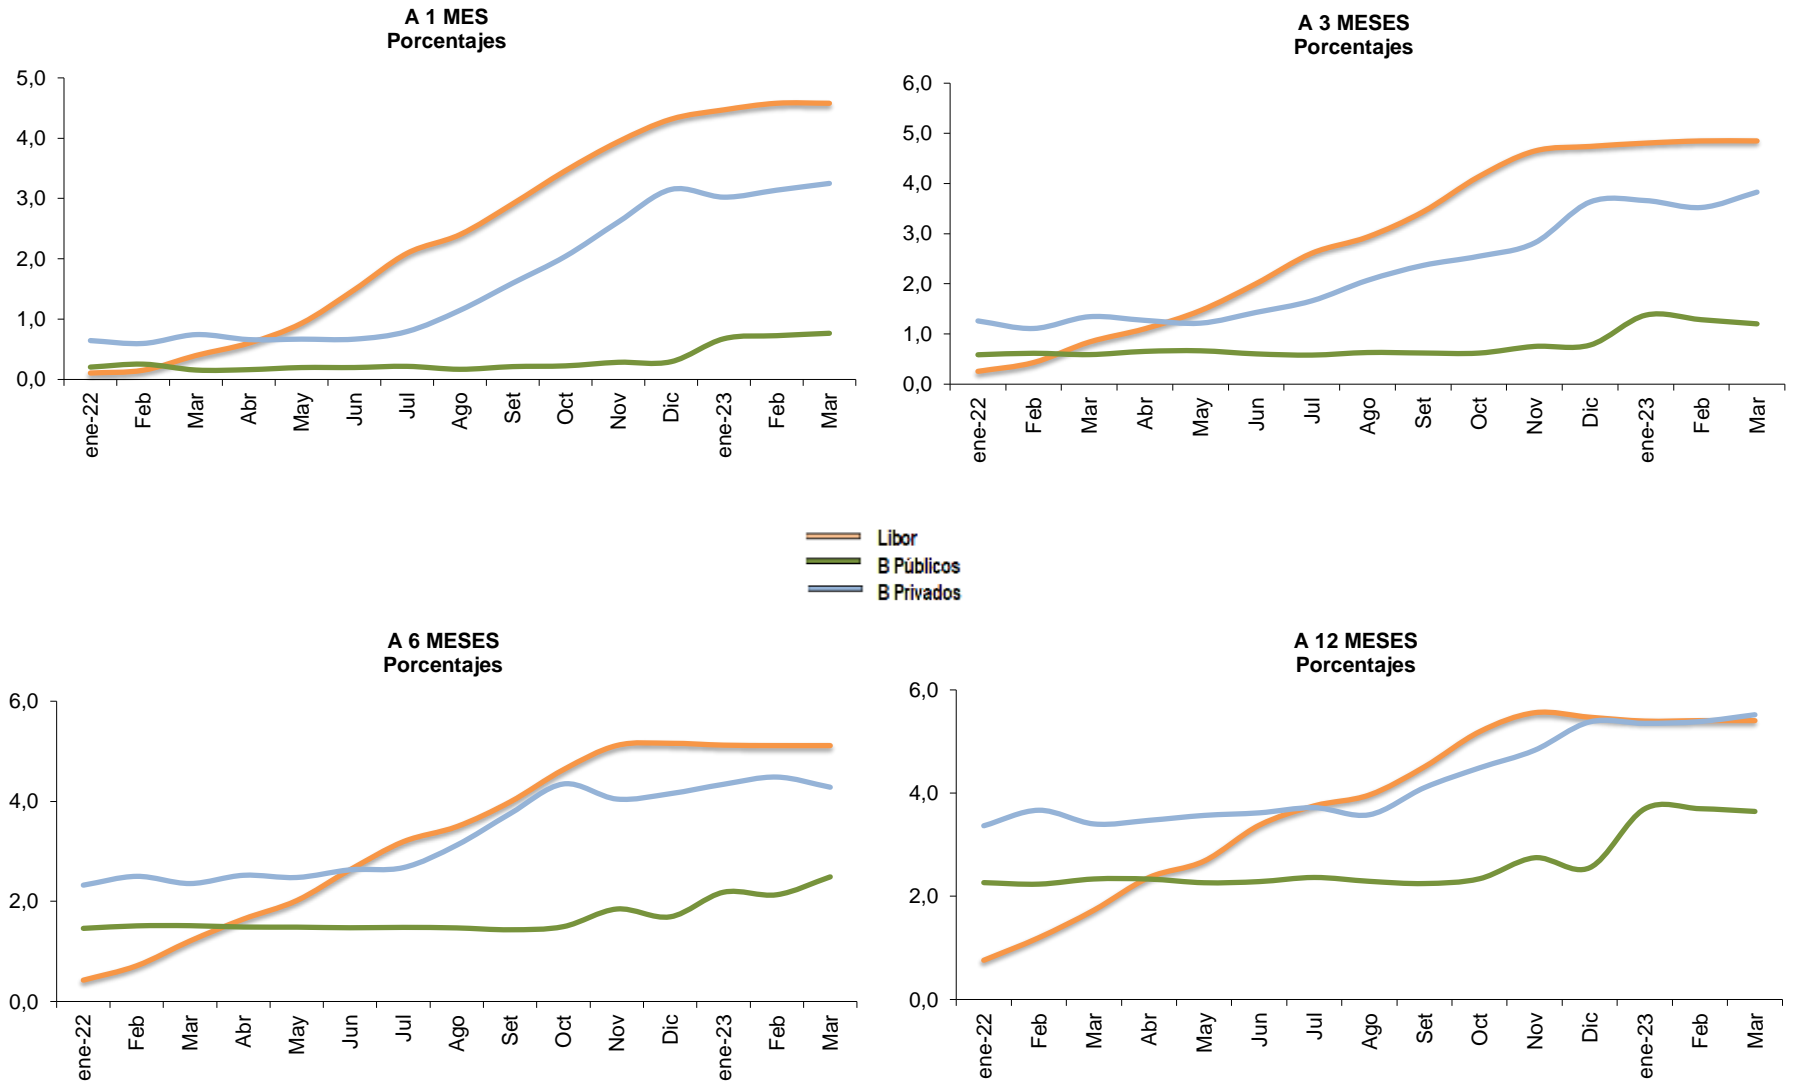 A 1 MES
Porcentajes
5,0
4,0
3,0
2,0
1,0
0,0
ene-22
Feb
Mar
Abr
May
Jun
Jul
Ago
Set
Oct
Nov
Dic
ene-23
Feb
Mar
A 3 MESES
Porcentajes
6,0
5,0
4,0
3,0
2,0
1,0
0,0
ene-22
Feb
Mar
Abr
May
Jun
Jul
Ago
Set
Oct
Nov
Dic
ene-23
Feb
Mar
Libor
B Públicos
B Privados
A 6 MESES
Porcentajes
6,0
4,0
2,0
0,0
ene-22
Feb
Mar
Abr
May
Jun
Jul
Ago
Set
Oct
Nov
Dic
ene-23
Feb
Mar
A 12 MESES
Porcentajes
6,0
4,0
2,0
0,0
ene-22
Feb
Mar
Abr
May
Jun
Jul
Ago
Set
Oct
Nov
Dic
ene-23
Feb
Mar